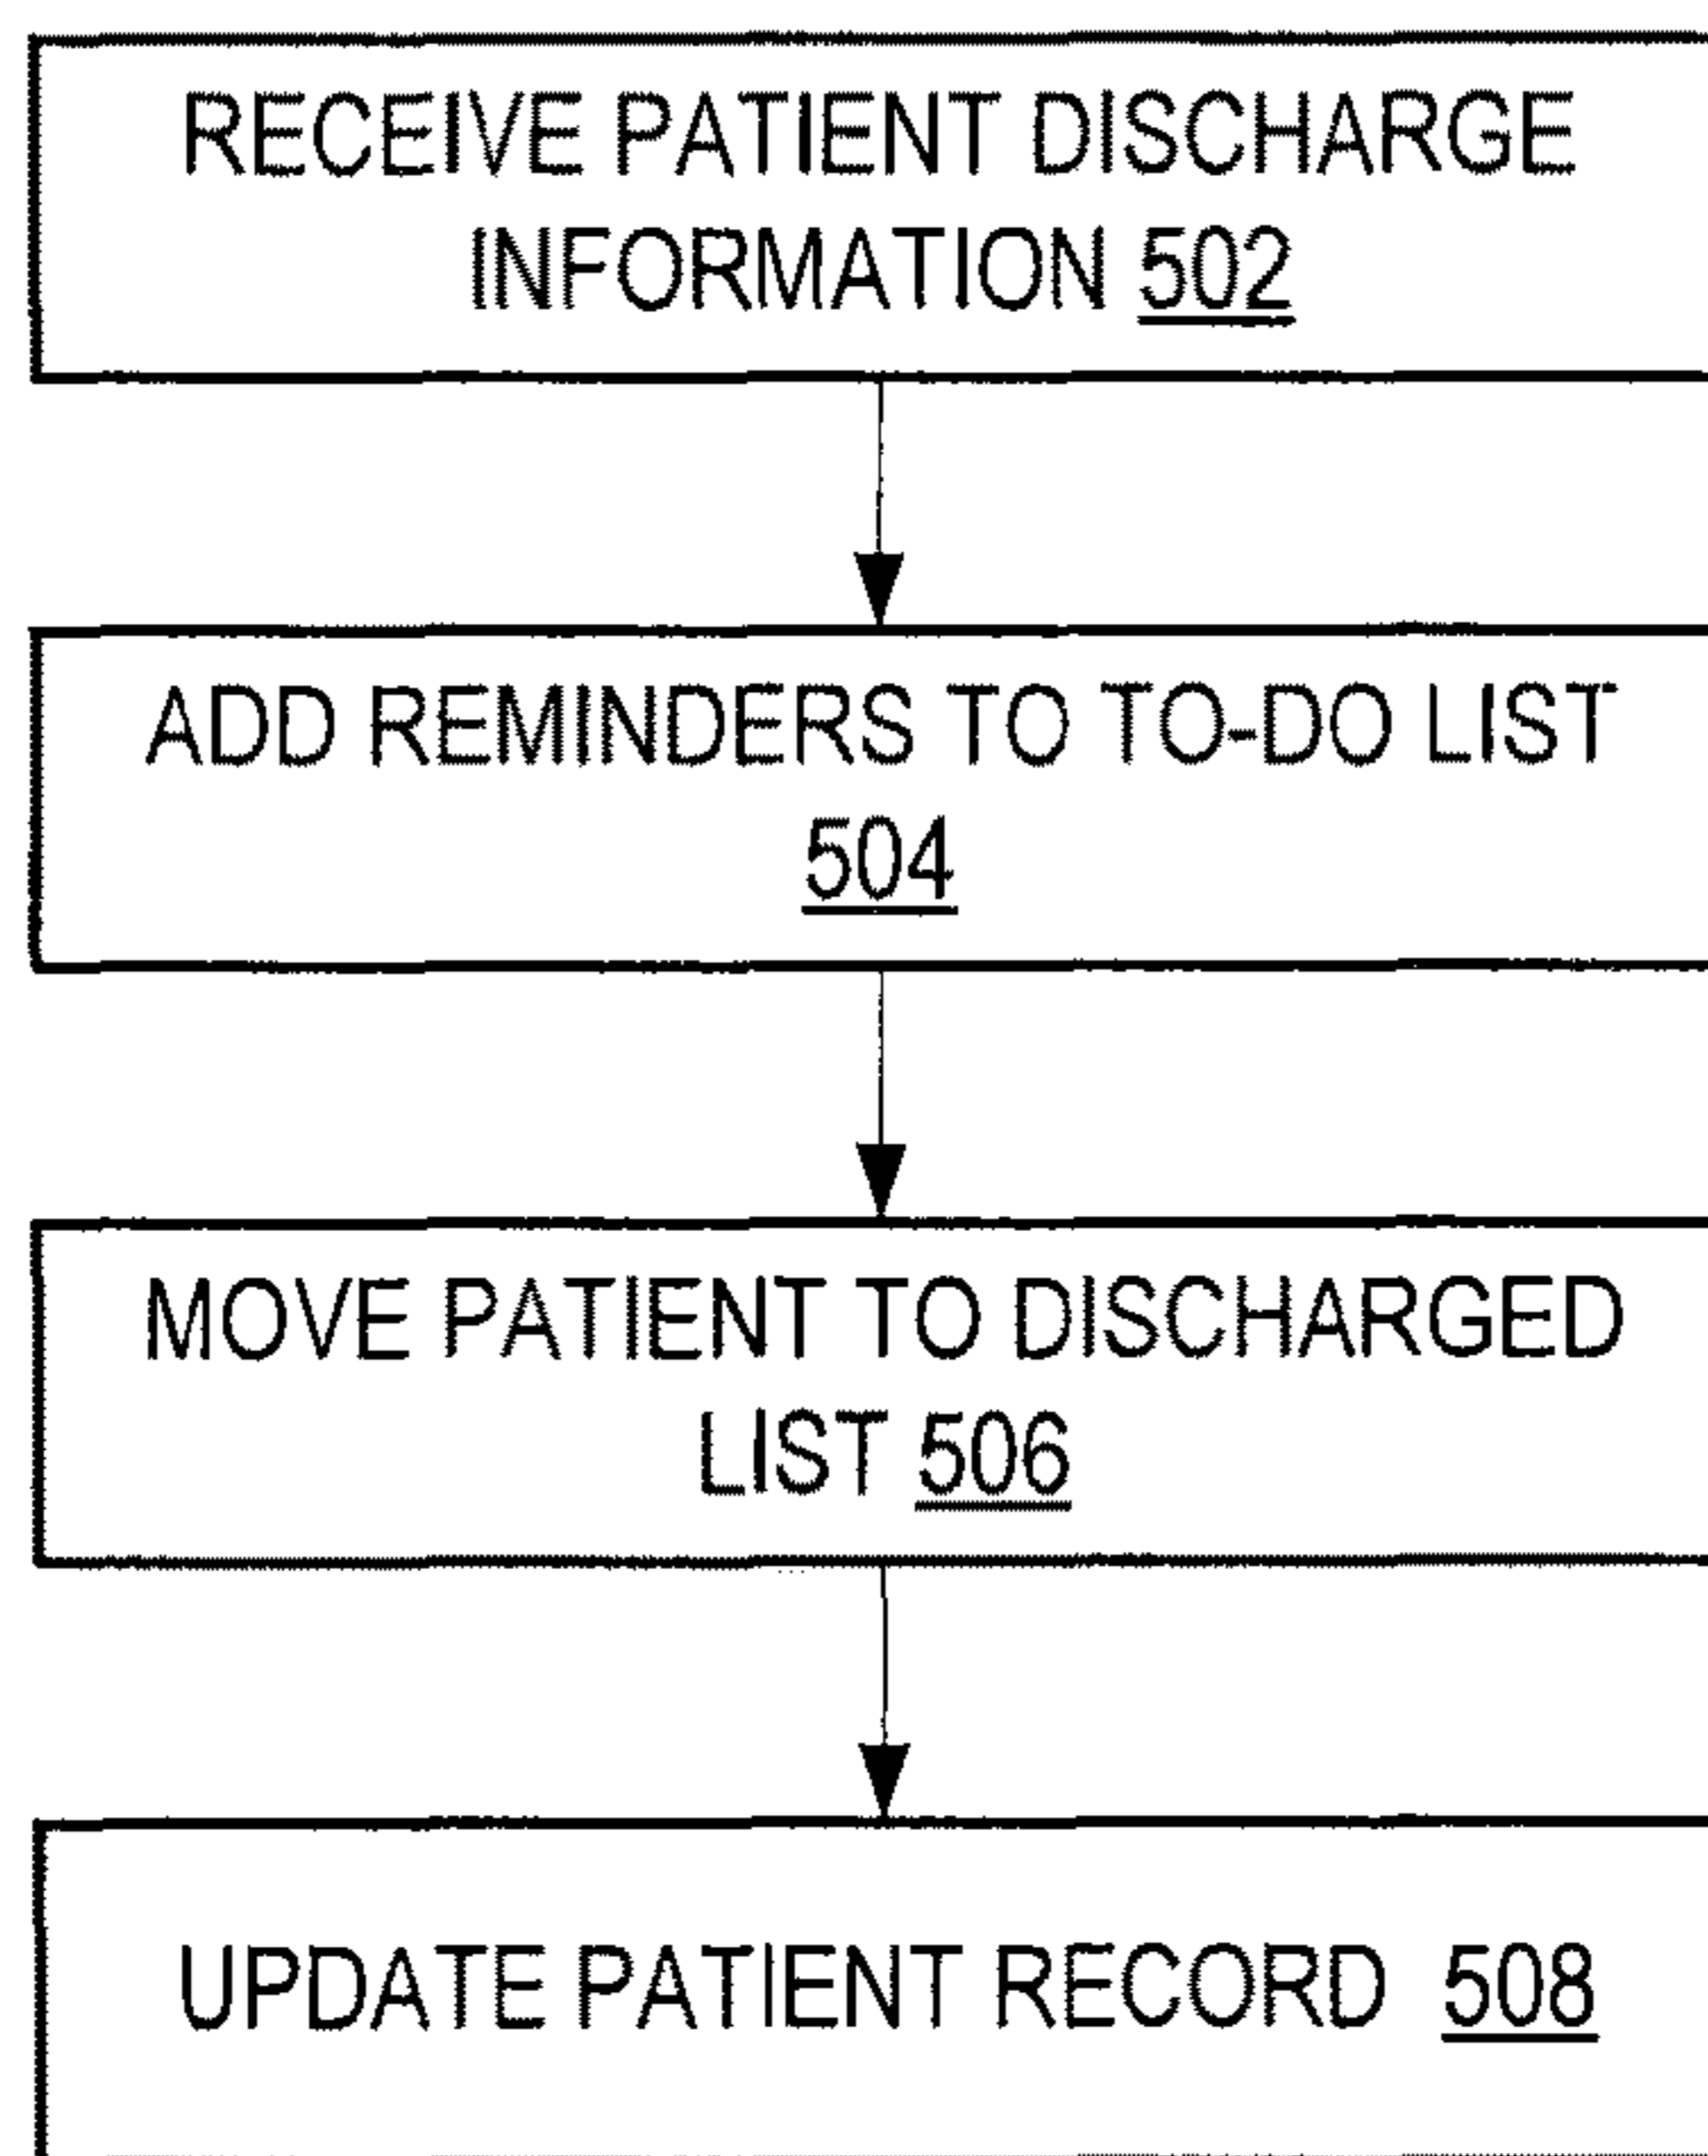 RECEIVE PATIENT DISCHARGE
INFORMATION 502
ADD REMINDERS TO TO-DO LIST
504
MOVE PATIENT TO DISCHARGED
LIST 506
UPDATE PATIENT RECORD 508